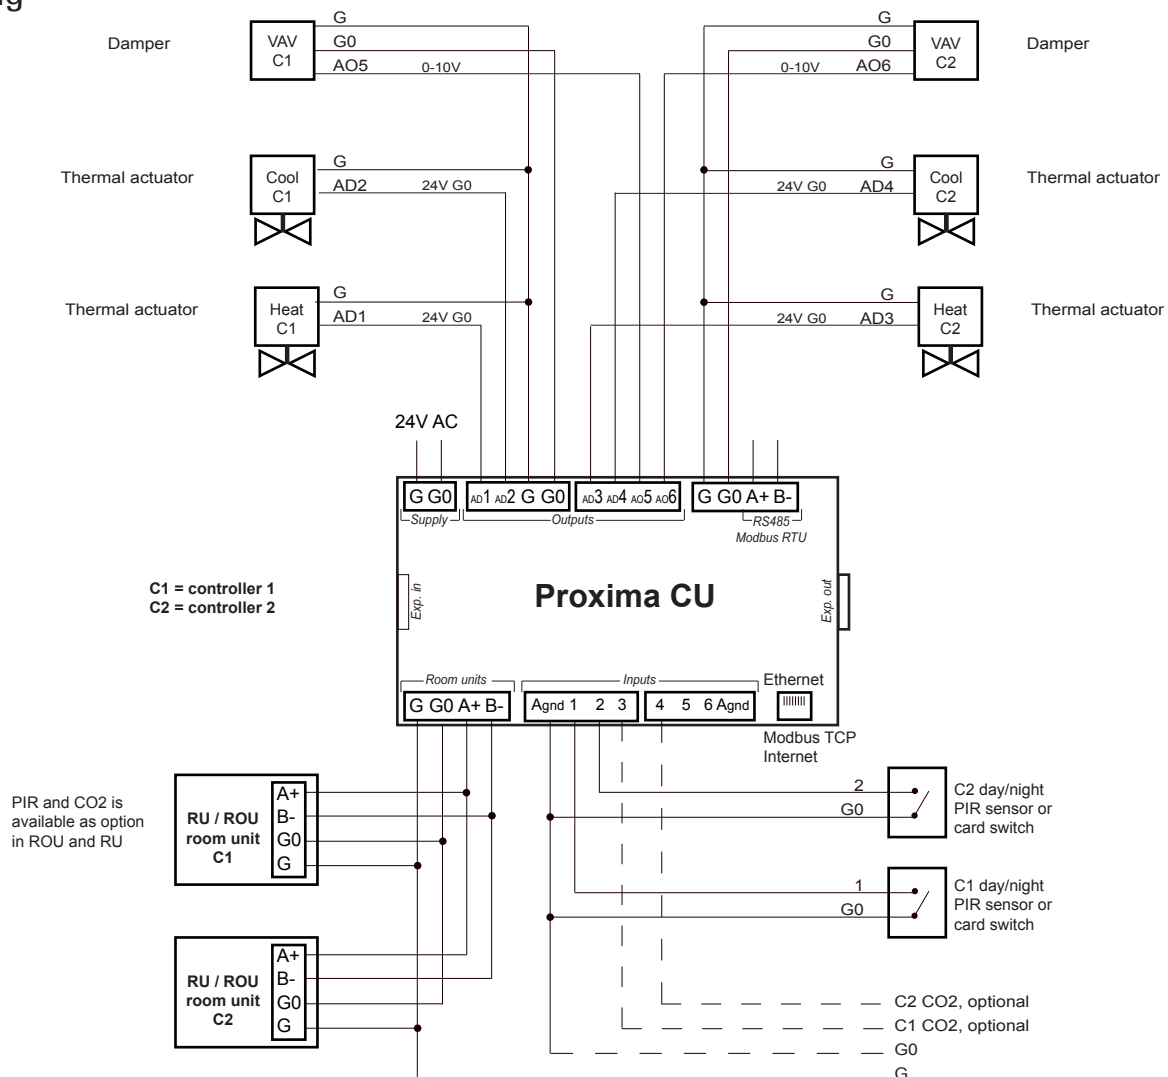 G
G
Damper
VAV
C1
G0
G0
VAV
C2
Damper
AO5
0-10V
0-10V
AO6
Thermal actuator
Cool
C1
G
G
Cool
C2
Thermal actuator
AD2
24V G0
24V G0
AD4
Thermal actuator
Heat
C1
G
G
Heat
C2
Thermal actuator
AD1
24V G0
24V G0
AD3
24V AC
G G0
AD1 AD2 G G0
AD3 AD4 AO5 AO6
G G0 A+ B-
Supply
Outputs
RS485
Modbus RTU
C1 = controller 1
C2 = controller 2
Exp. in
Proxima CU
Exp. out
Room units
Inputs
Ethernet
G G0 A+ B-
Agnd 1 2 3
4 5 6 Agnd
Modbus TCP
Internet
PIR and CO2 is
available as option
in ROU and RU
RU / ROU
room unit
C1
A+
B-
G0
G
2
G0
C2 day/night
PIR sensor or
card switch
1
G0
C1 day/night
PIR sensor or
card switch
RU / ROU
room unit
C2
A+
B-
G0
G
C2 CO2, optional
C1 CO2, optional
G0
G